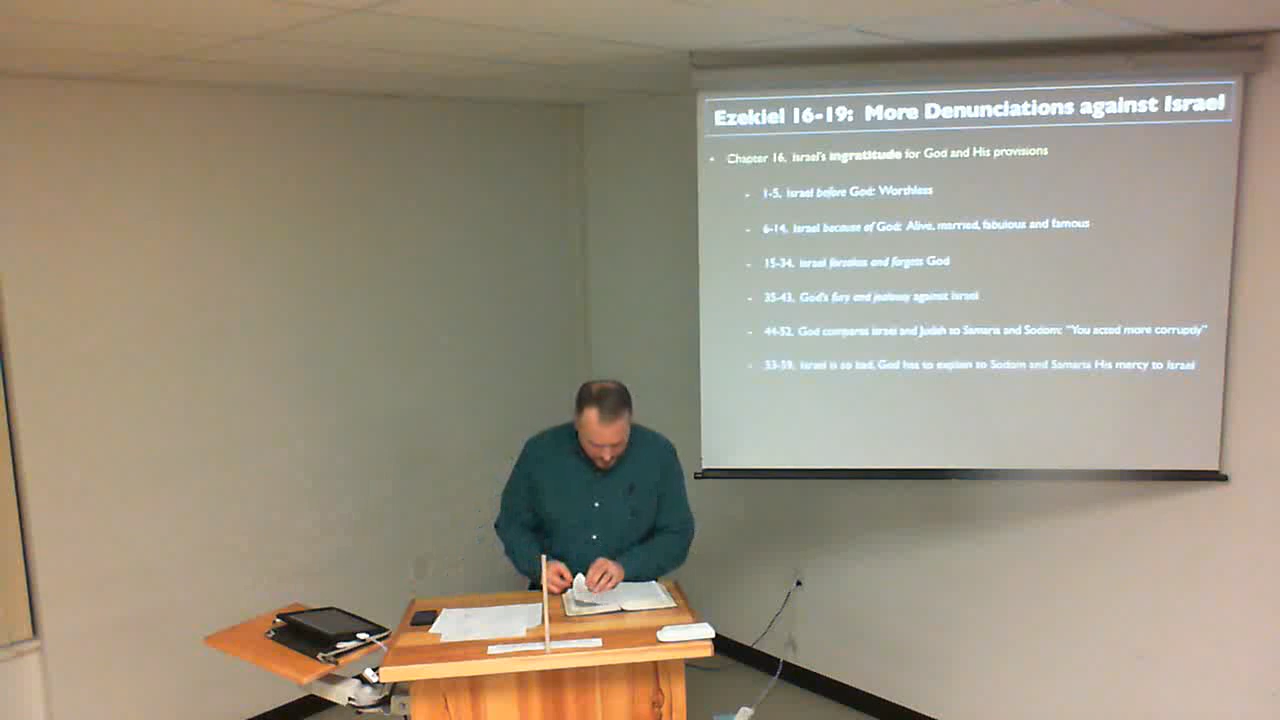 Ezekiel 16-19: More Denunciations against Israel
• Chapter 16. Israel's ingratitude for God and His provisions
- 1-5. Israel before God: Worthless
- 6-14. Israel because of God: Alive, married, fabulous and famous
- 15-34. Israel forsakes and forgets God
- 35-43. God's fury and jealousy against Israel
- 44-52. God compares Israel and Judah to Samaria and Sodom: "You acted more corruptly"
- 53-59. Israel is so bad, God has to explain to Sodom and Samaria His mercy to Israel